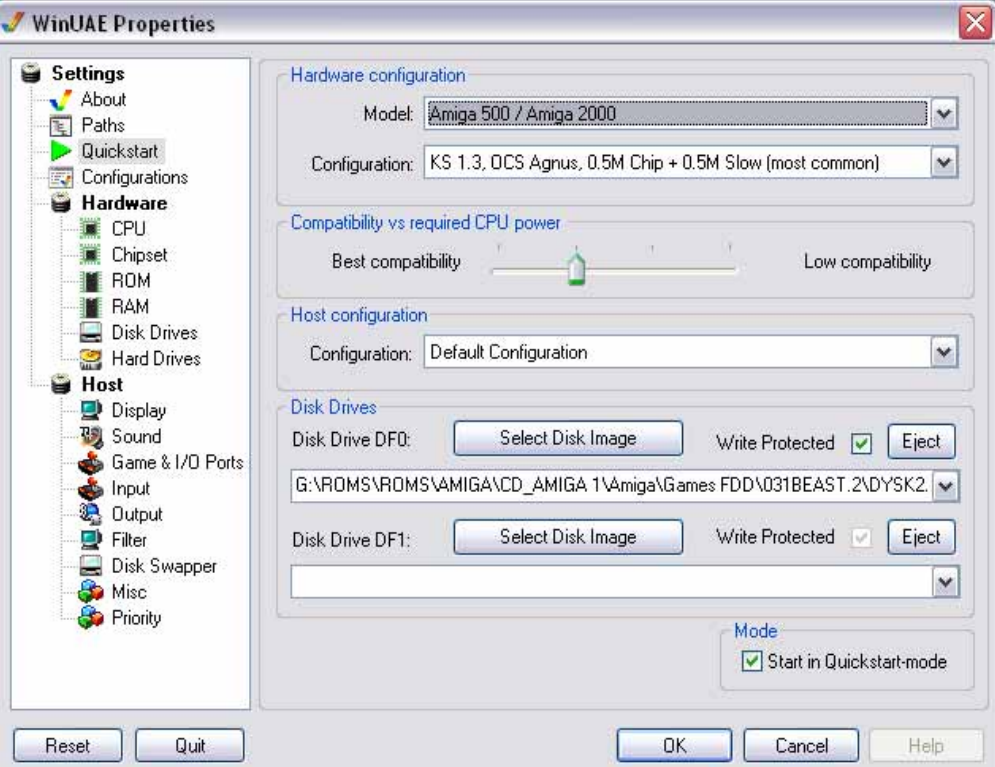 WinUAE Properties
Settings
About
Paths
Quickstart
Configurations
Hardware
CPU
Chipset
ROM
RAM
Disk Drives
Hard Drives
Host
Display
Sound
Game & I/O Ports
Input
Output
Filter
Disk Swapper
Misc
Priority
Hardware configuration
Model: Amiga 500 / Amiga 2000
Configuration: KS 1.3, OCS Agnus, 0.5M Chip + 0.5M Slow (most common)
Compatibility vs required CPU power
Best compatibility Low compatibility
Host configuration
Configuration: Default Configuration
Disk Drives
Disk Drive DF0: Select Disk Image Write Protected Eject
G:\ROMS\ROMS\AMIGA\CD_AMIGA 1\Amiga\Games FDD\031BEAST.2\DYSK2.
Disk Drive DF1: Select Disk Image Write Protected Eject
Mode
Start in Quickstart-mode
Reset Quit OK Cancel Help